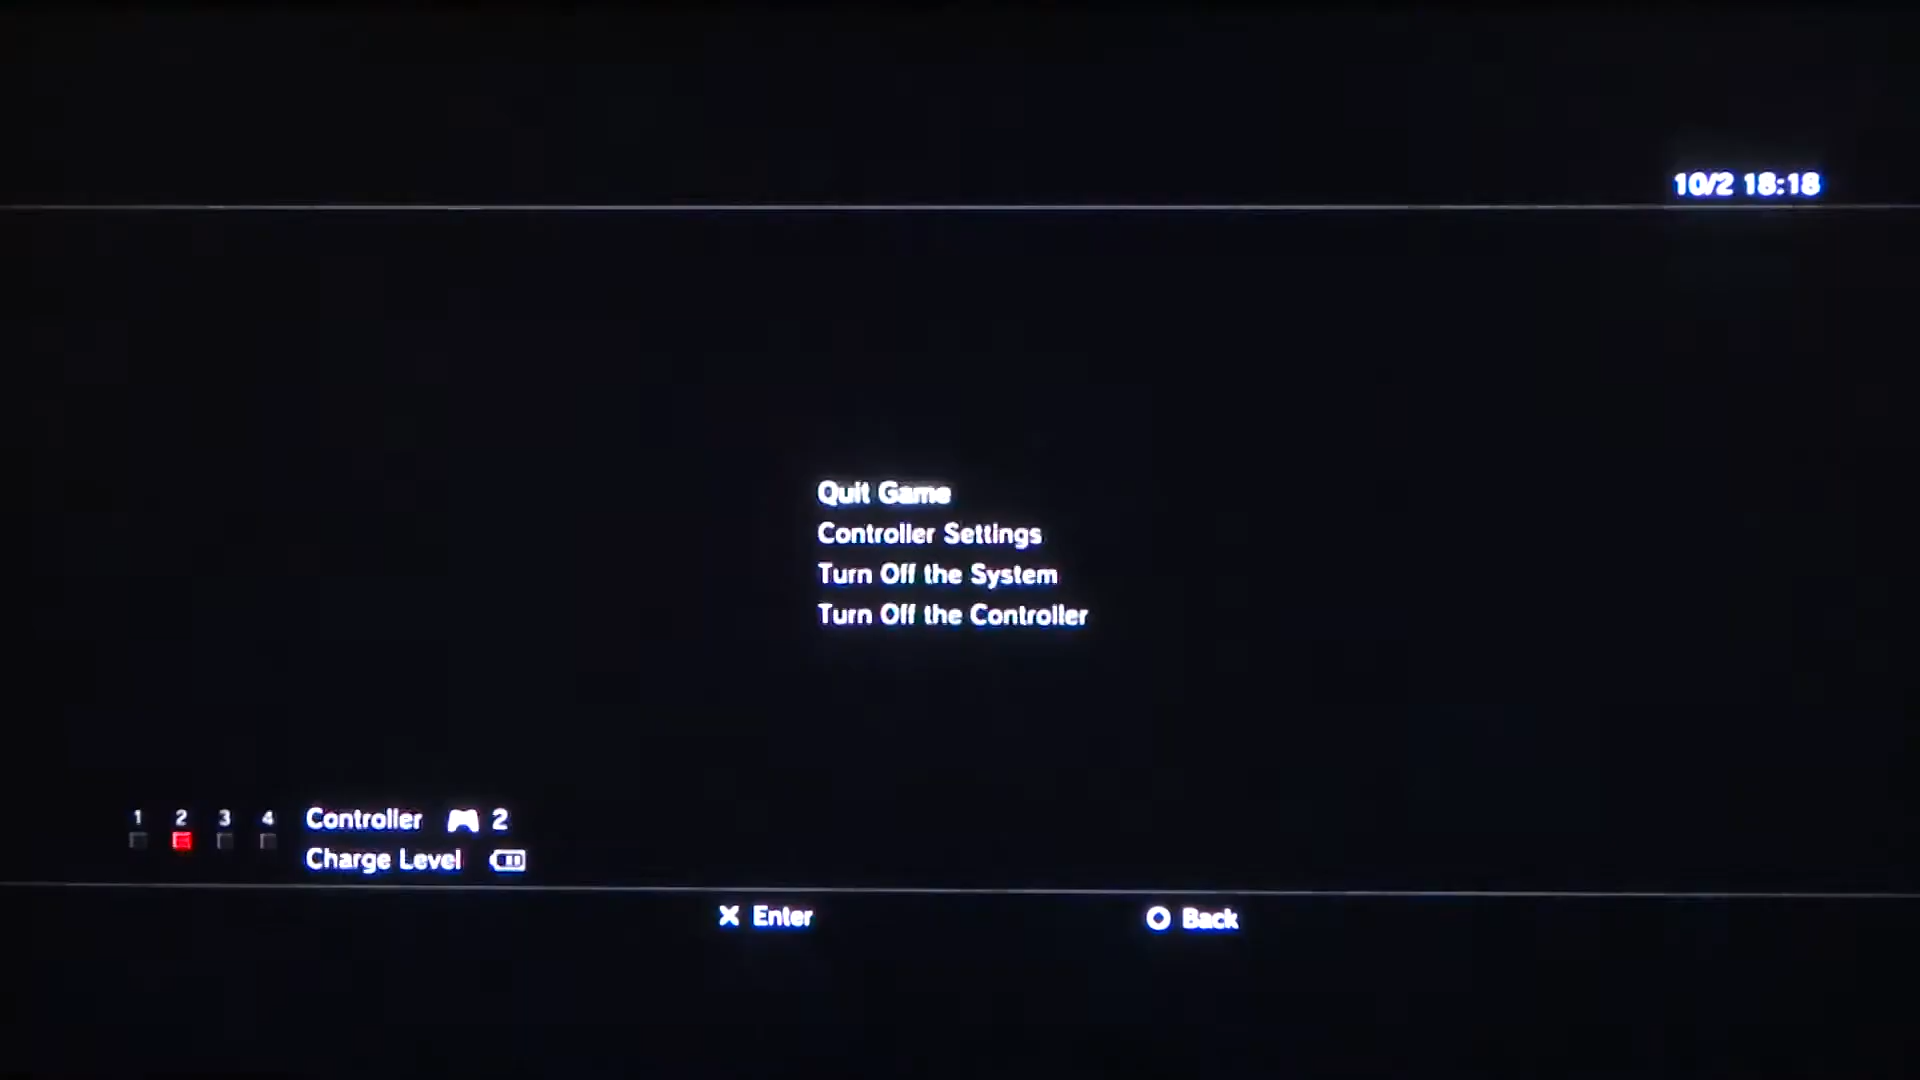 10/2 18:18
Quit Game
Controller Settings
Turn Off the System
Turn Off the Controller
1 2 3 4 Controller 2
Charge Level
X Enter
O Back